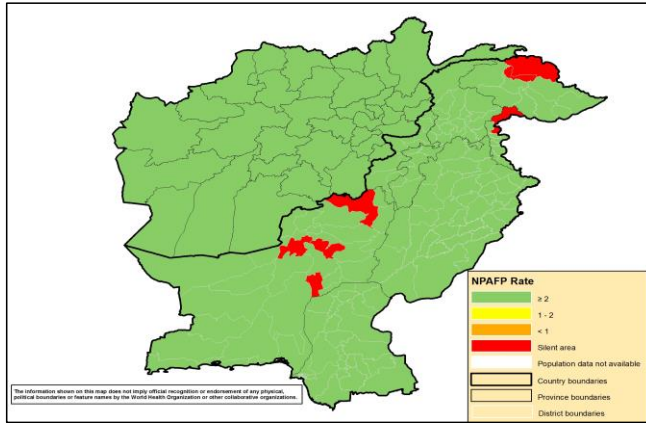 NPAFP Rate
≥ 2
1 - 2
< 1
Silent area
Population data not available
Country boundaries
Province boundaries
District boundaries
The information shown on this map does not imply official recognition or endorsement of any physical,
political boundaries or feature names by the World Health Organization or other collaborative organizations.